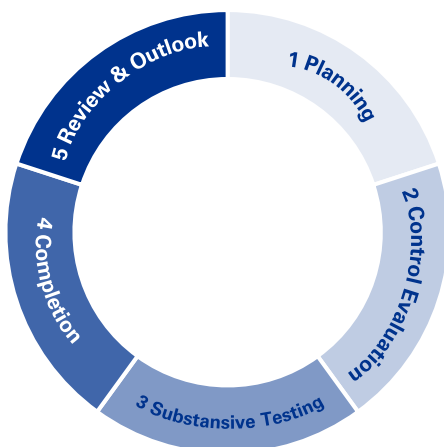 1 Planning
2 Control Evaluation
3 Substansive Testing
4 Completion
5 Review & Outlook